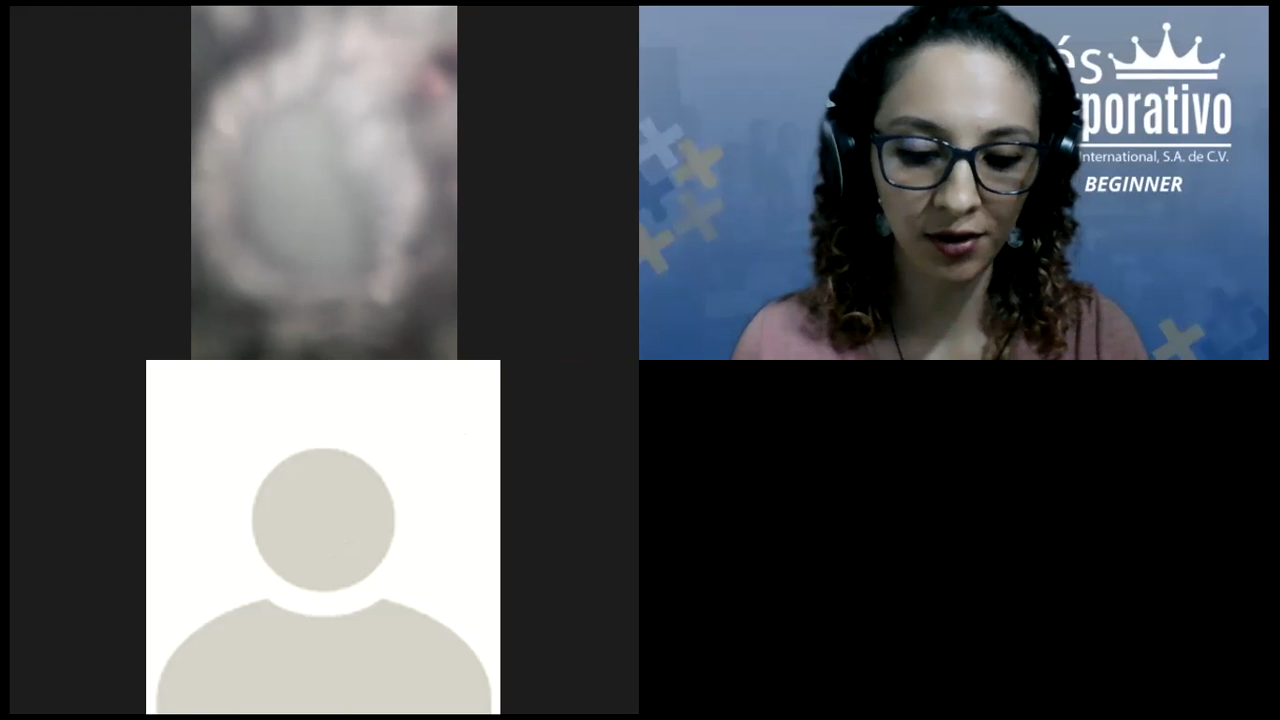 és
porativo
International, S.A. de C.V.
BEGINNER